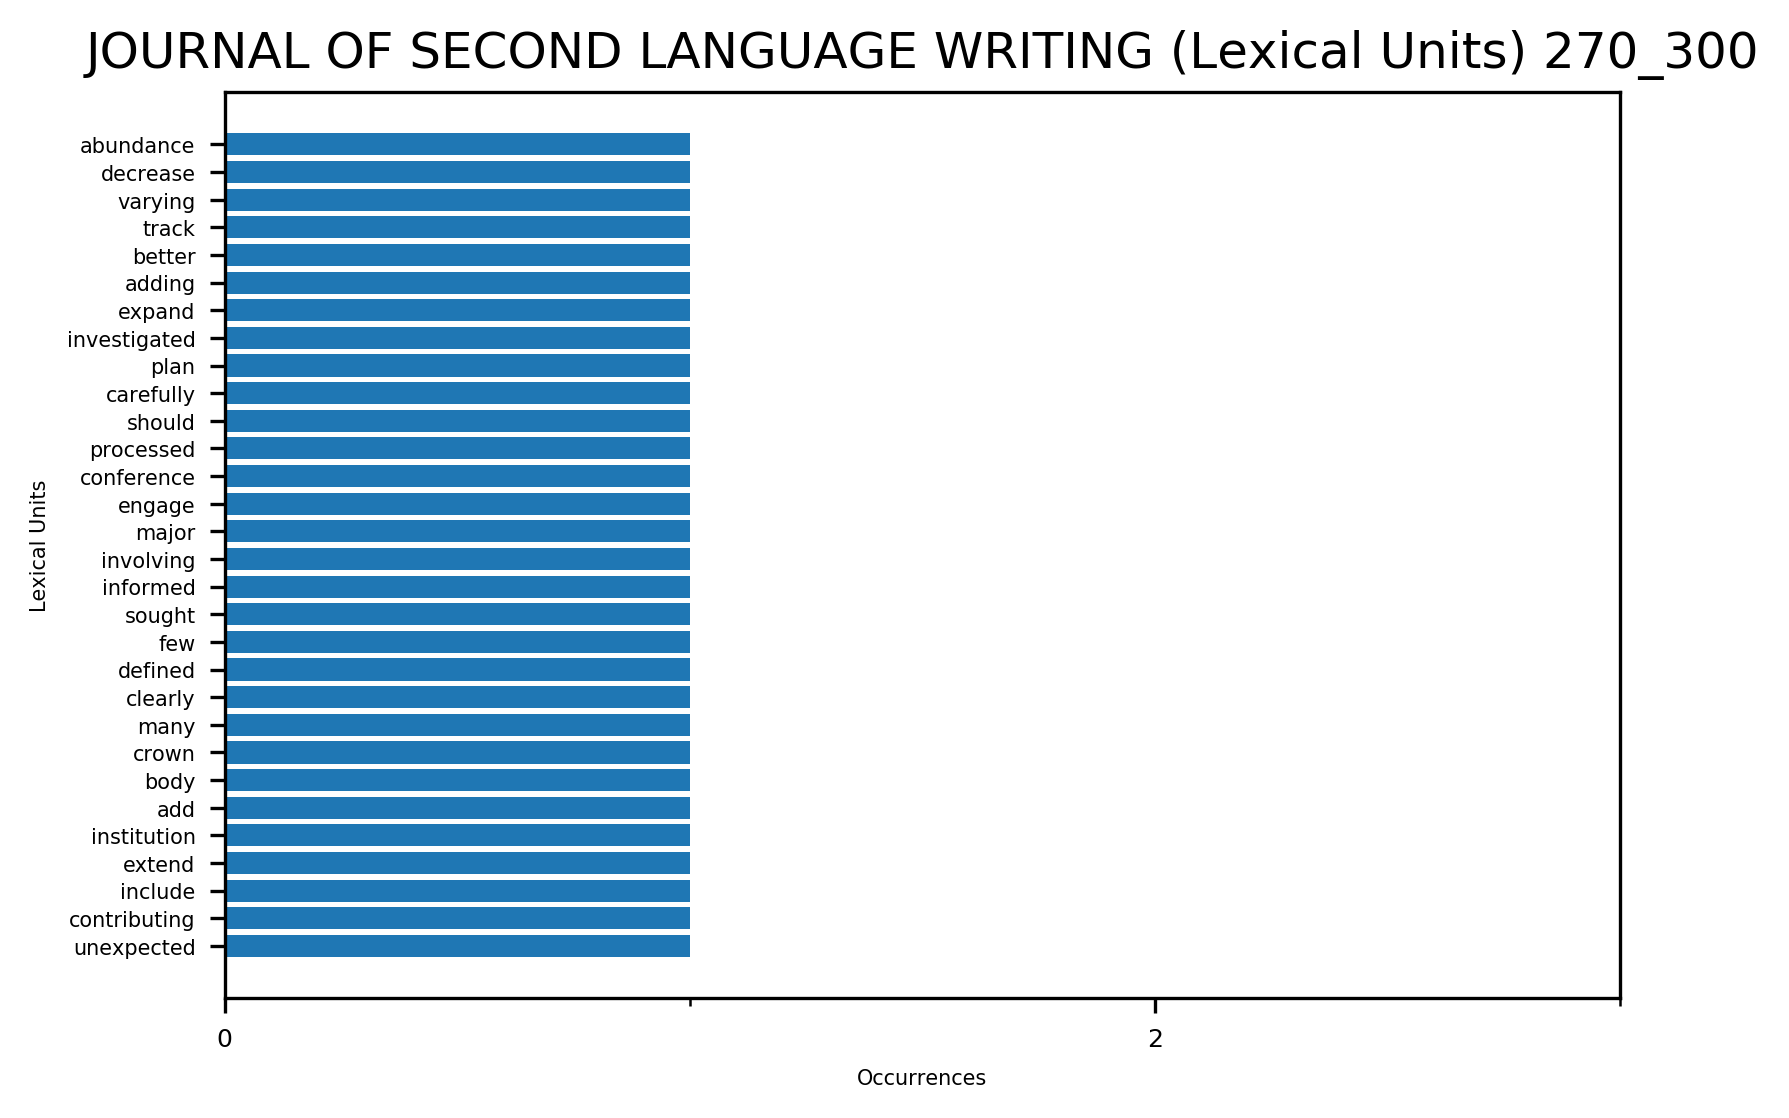 JOURNAL OF SECOND LANGUAGE WRITING (Lexical Units) 270_300
abundance
decrease
varying
track
better
adding
expand
investigated
plan
carefully
should
processed
conference
engage
major
involving
informed
sought
few
defined
clearly
many
crown
body
add
institution
extend
include
contributing
unexpected
Lexical Units
0
2
Occurrences